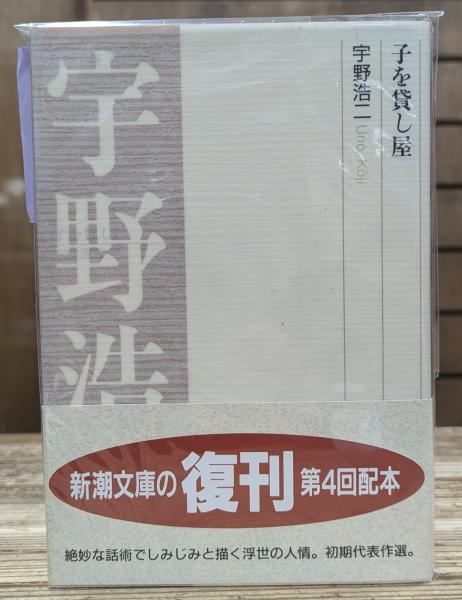 子を貸し屋
宇野浩二 Uno Kōji
宇野浩
新潮文庫の復刊第4回配本
絶妙な話術でしみじみと描く浮世の人情。初期代表作選。